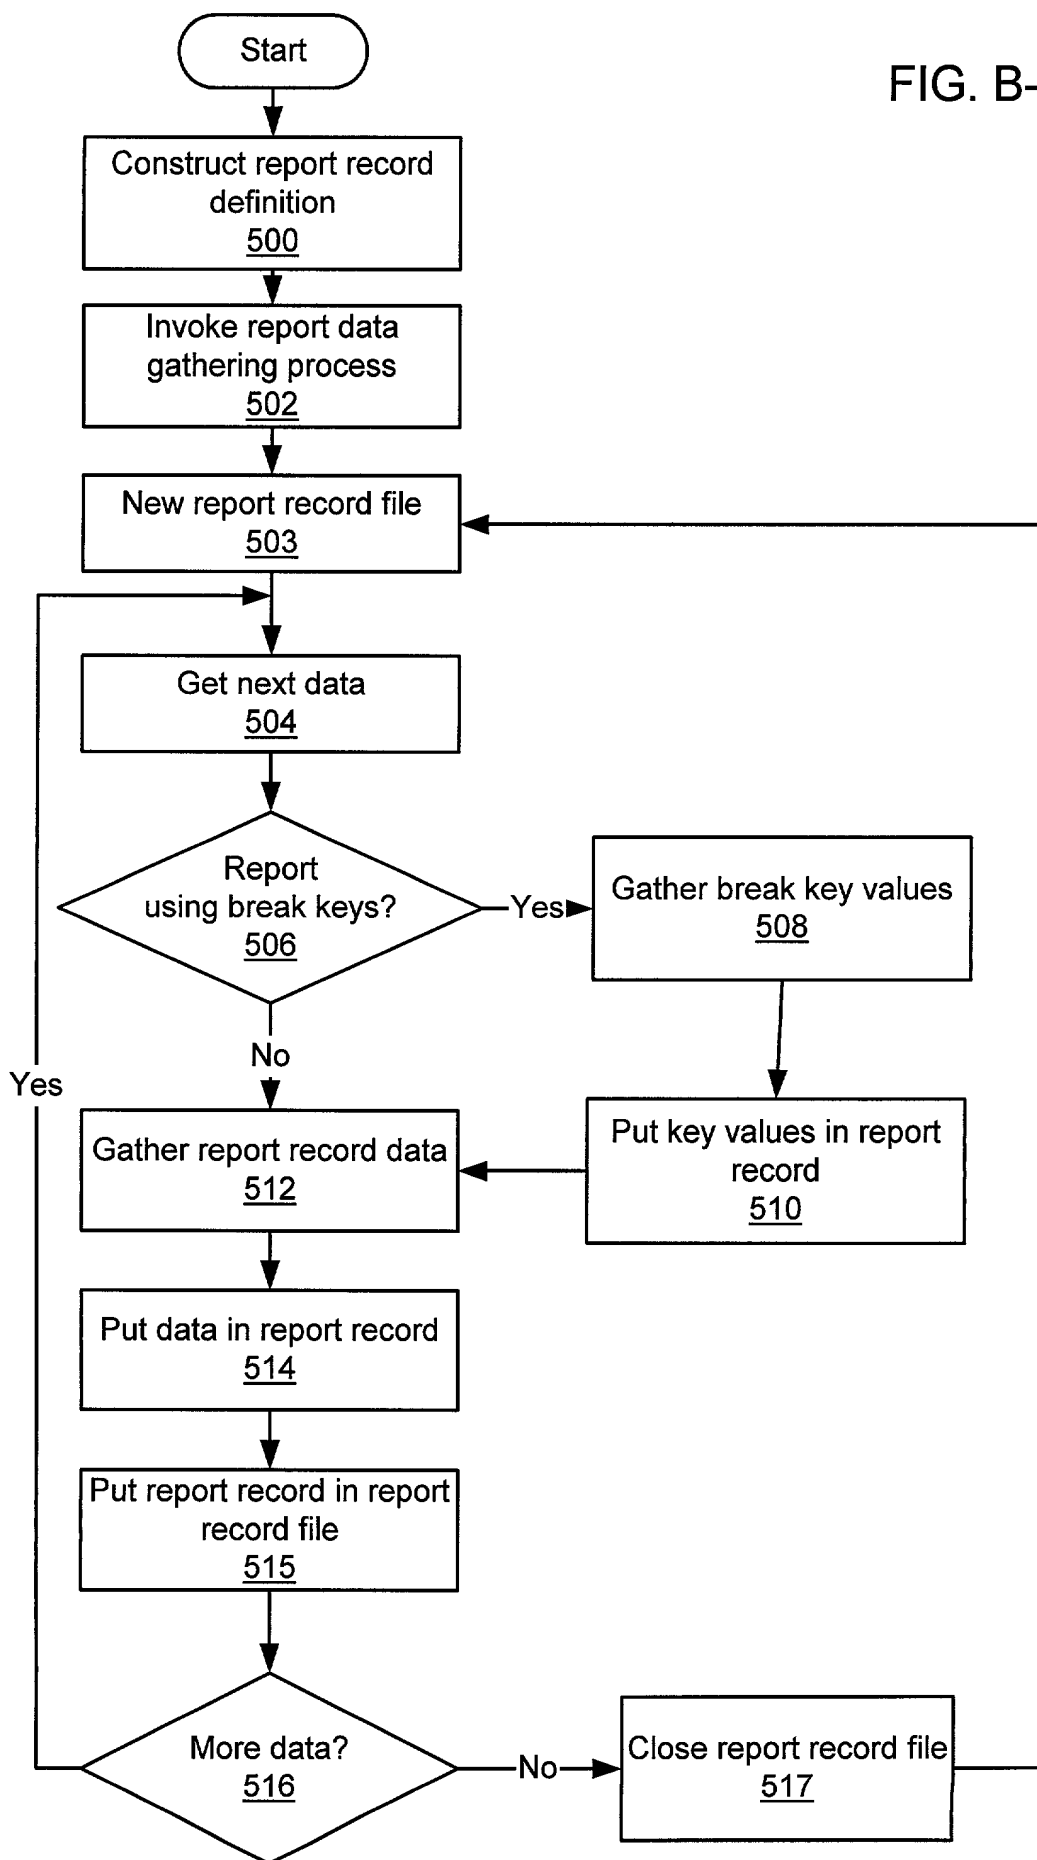 Start
FIG. B-
Construct report record
definition
500
Invoke report data
gathering process
502
New report record file
503
Get next data
504
Report
using break keys?
506
Yes
Gather break key values
508
No
Yes
Put key values in report
record
510
Gather report record data
512
Put data in report record
514
Put report record in report
record file
515
More data?
516
No
Close report record file
517